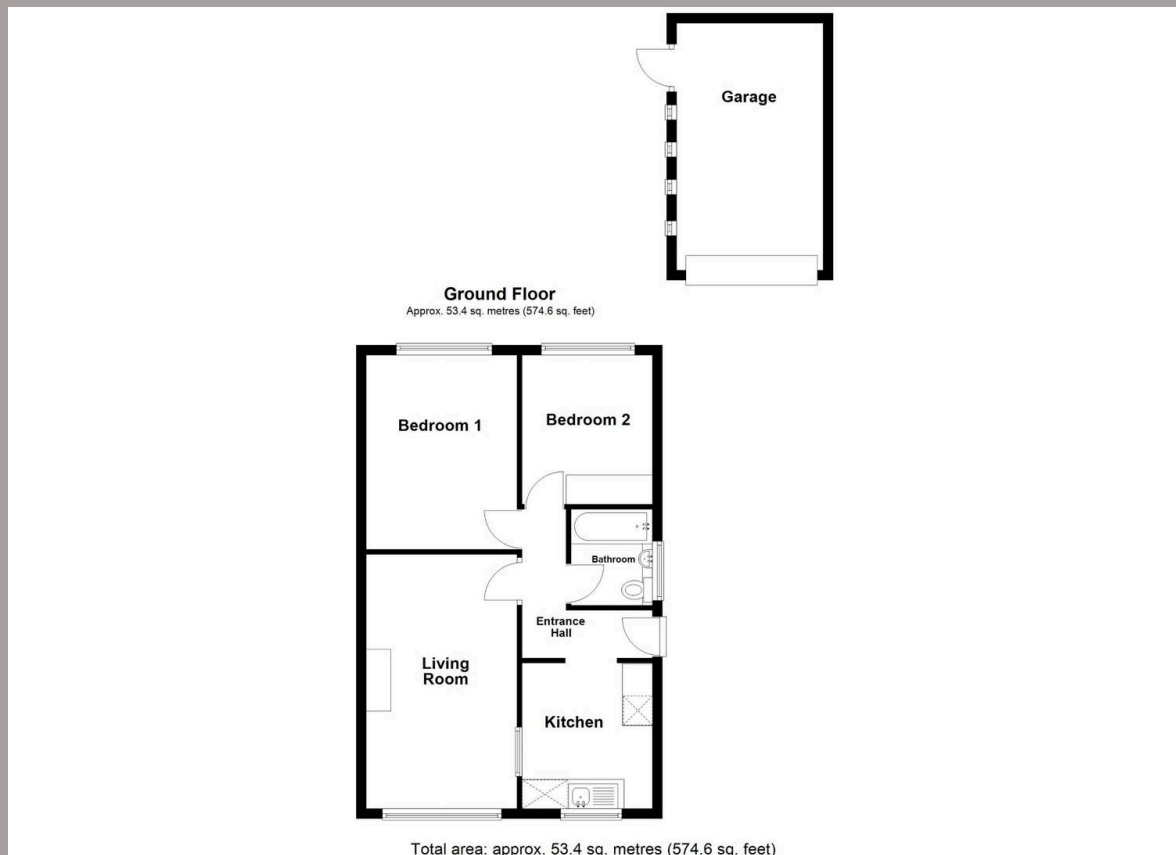 Garage
Ground Floor
Approx. 53.4 sq. metres (574.6 sq. feet)
Bedroom 1
Bedroom 2
Bathroom
Entrance
Hall
Living
Room
Kitchen
Total area: approx. 53.4 sq. metres (574.6 sq. feet)